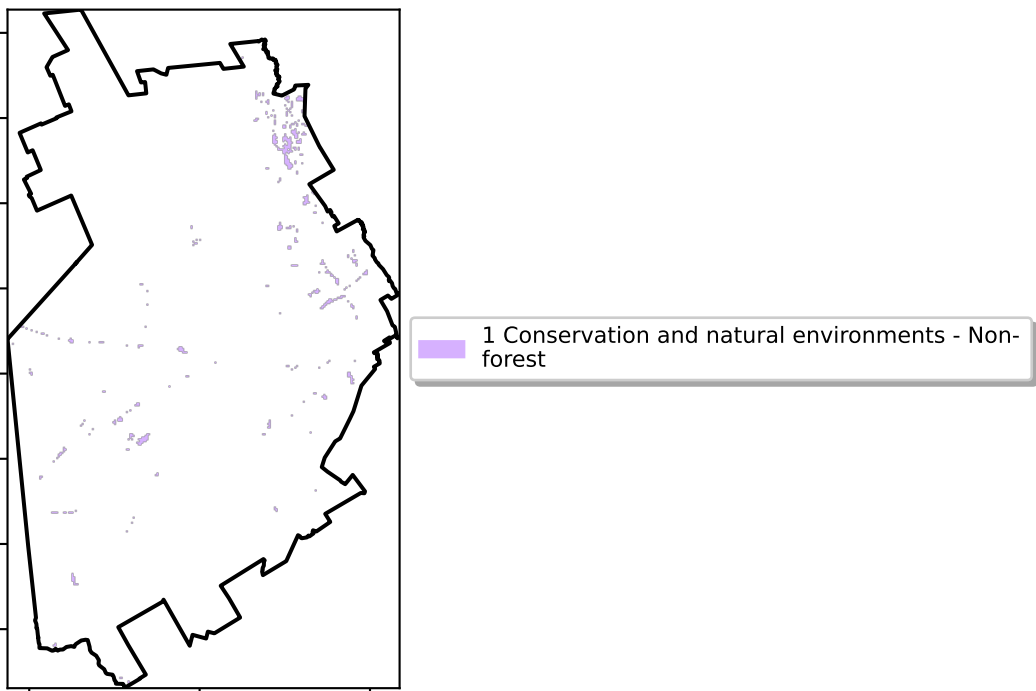 1 Conservation and natural environments - Non-
forest